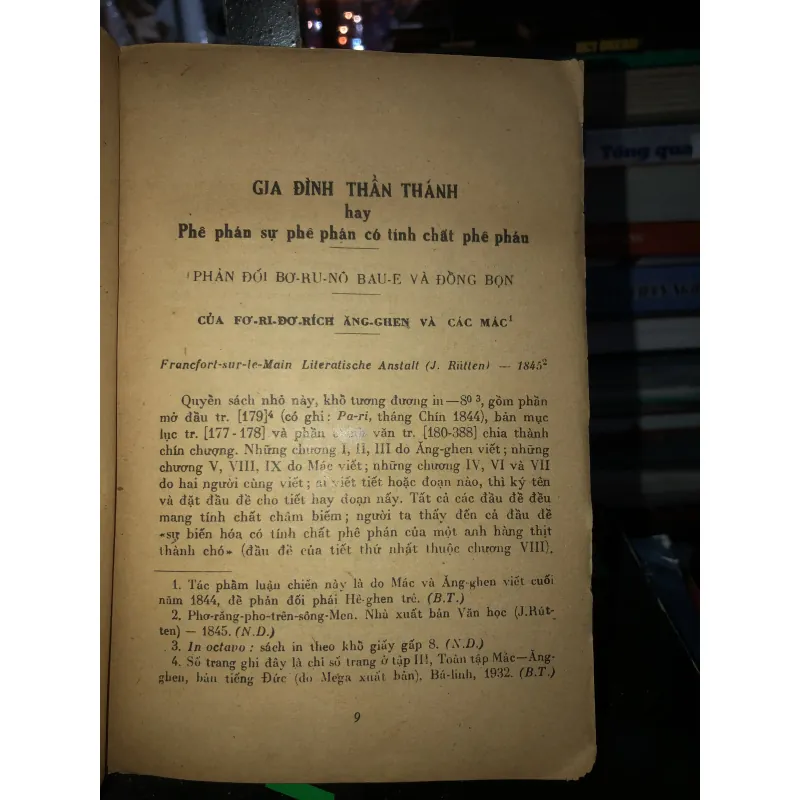 GIA ĐÌNH THẦN THÁNH
hay
Phê phán sự phê phán có tính chất phê phán
PHẢN ĐỐI BƠ-RU-NÔ BAU-E VÀ ĐỒNG BỌN
CỦA FƠ-RI-ĐƠ-RÍCH ĂNG-GHEN VÀ CÁC MÁC¹
Francfort-sur-le-Main Literatische Anstalt (J. Rütten) — 1845²
Quyển sách nhỏ này, khổ tương đương in—8⁰ ³, gồm phần
mở đầu tr. [179]⁴ (có ghi : Pa-ri, tháng Chín 1844), bản mục
lục tr. [177-178] và phần chính văn tr. [180-388] chia thành
chín chương. Những chương I, II, III do Ăng-ghen viết ; những
chương V, VIII, IX do Mác viết ; những chương IV, VI và VII
do hai người cùng viết ; ai viết tiết hoặc đoạn nào, thì ký tên
và đặt đầu đề cho tiết hay đoạn nấy. Tất cả các đầu đề đều
mang tính chất châm biếm ; người ta thấy đến cả đầu đề
«sự biến hóa có tính chất phê phán của một anh hàng thịt
thành chó» (đầu đề của tiết thứ nhất thuộc chương VIII).
1. Tác phẩm luận chiến này là do Mác và Ăng-ghen viết cuối
năm 1844, để phản đối phái Hê-ghen trẻ. (B.T.)
2. Phơ-răng-pho-trên-sông-Men. Nhà xuất bản Văn học (J.Rüt-
ten) — 1845. (N.D.)
3. In octavo : sách in theo khổ giấy gấp 8. (N.D.)
4. Số trang ghi đây là chỉ số trang ở tập III, Toàn tập Mác—Ăng-
ghen, bản tiếng Đức (do Mega xuất bản). Bá-linh, 1932. (B.T.)
9
Tổng qua